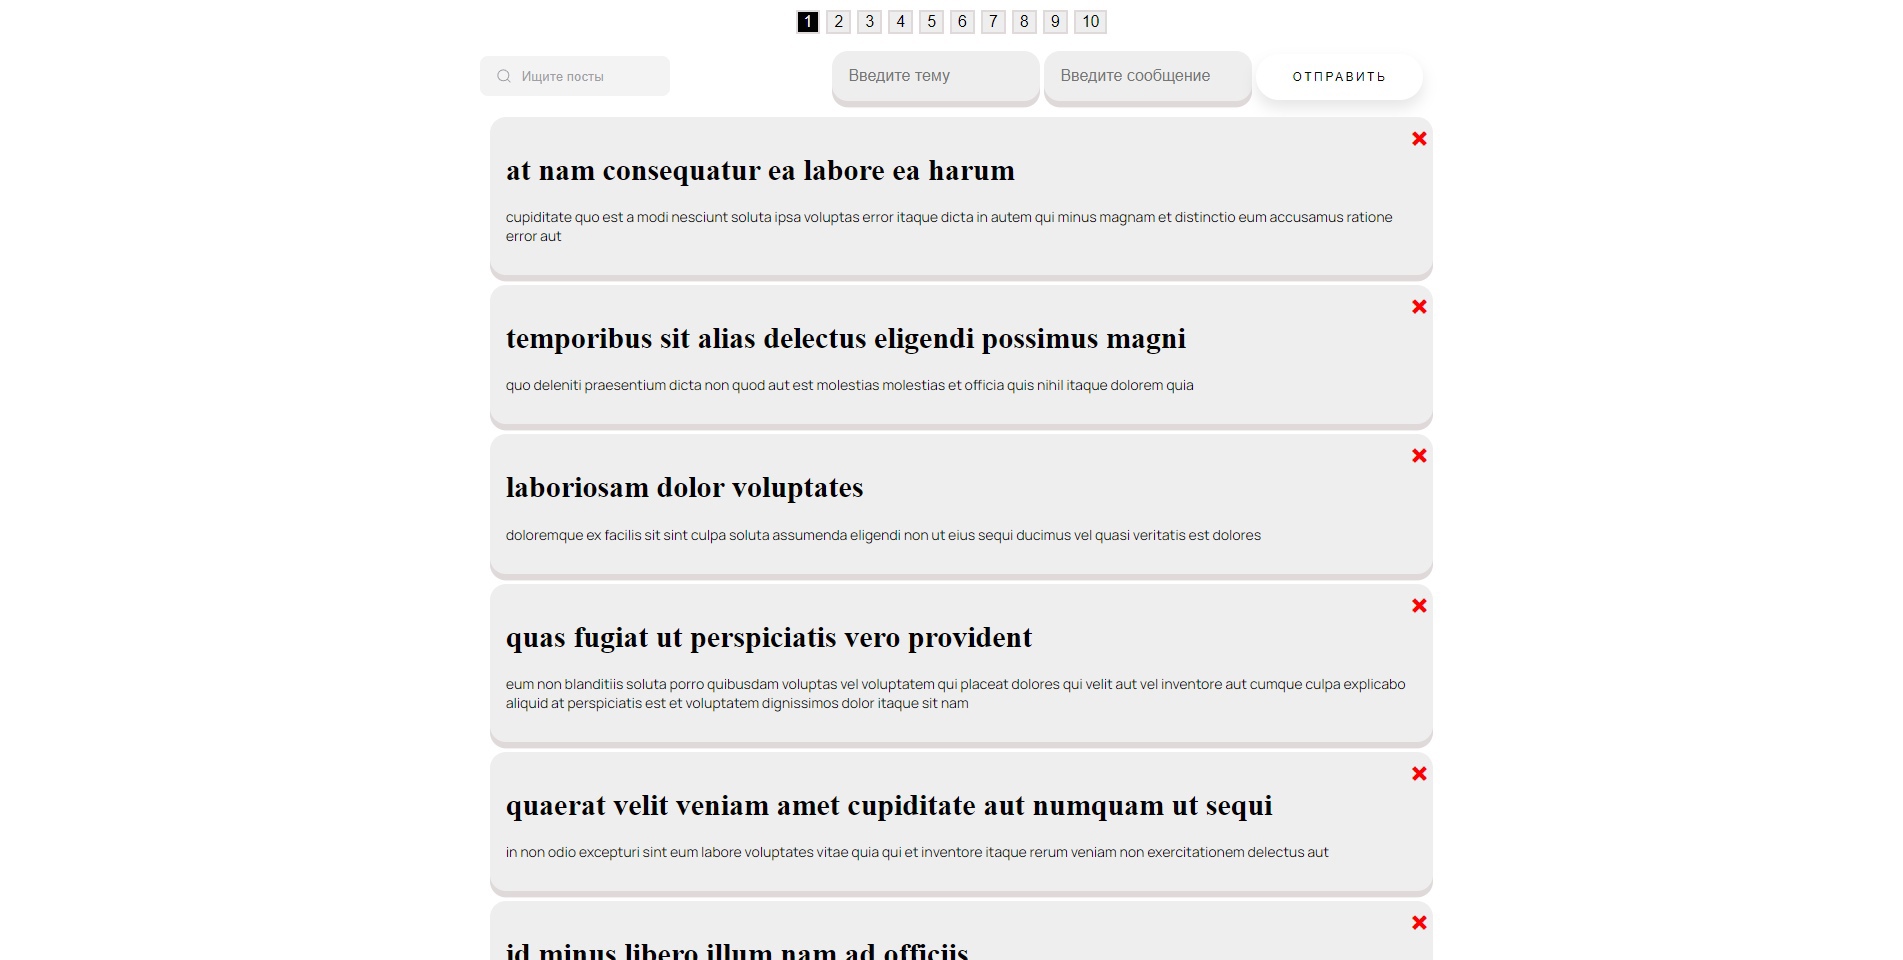 1 2 3 4 5 6 7 8 9 10
Ищите посты Введите тему Введите сообщение ОТПРАВИТЬ
at nam consequatur ea labore ea harum
cupiditate quo est a modi nesciunt soluta ipsa voluptas error itaque dicta in autem qui minus magnam et distinctio eum accusamus ratione
error aut
temporibus sit alias delectus eligendi possimus magni
quo deleniti praesentium dicta non quod aut est molestias molestias et officia quis nihil itaque dolorem quia
laboriosam dolor voluptates
doloremque ex facilis sit sint culpa soluta assumenda eligendi non ut eius sequi ducimus vel quasi veritatis est dolores
quas fugiat ut perspiciatis vero provident
eum non blanditiis soluta porro quibusdam voluptas vel voluptatem qui placeat dolores qui velit aut vel inventore aut cumque culpa explicabo
aliquid at perspiciatis est et voluptatem dignissimos dolor itaque sit nam
quaerat velit veniam amet cupiditate aut numquam ut sequi
in non odio excepturi sint eum labore voluptates vitae quia qui et inventore itaque rerum veniam non exercitationem delectus aut
id minus libero illum nam ad officiis